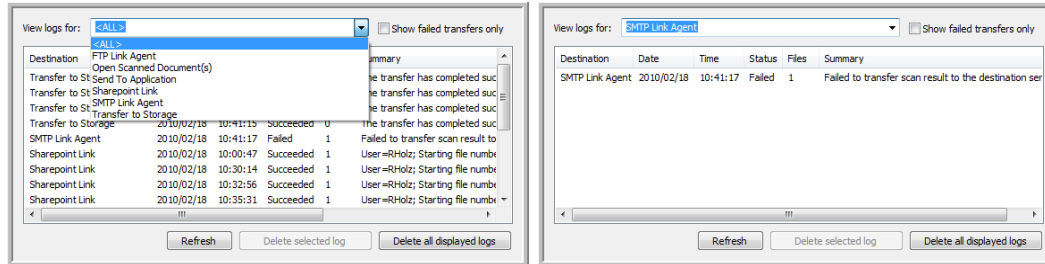 View logs for: <ALL> Show failed transfers only
<ALL>
FTP Link Agent
Open Scanned Document(s)
Send To Application
Sharepoint Link
SMTP Link Agent
Transfer to Storage
Destination ummary
Transfer to St he transfer has completed suc
Transfer to St he transfer has completed suc
Transfer to St he transfer has completed suc
Transfer to Storage 2010/02/18 10:41:15 Succeeded 0 The transfer has completed suc
SMTP Link Agent 2010/02/18 10:41:17 Failed 1 Failed to transfer scan result to
Sharepoint Link 2010/02/18 10:00:47 Succeeded 1 User=RHolz; Starting file numbe
Sharepoint Link 2010/02/18 10:30:14 Succeeded 1 User=RHolz; Starting file numbe
Sharepoint Link 2010/02/18 10:32:56 Succeeded 1 User=RHolz; Starting file numbe
Sharepoint Link 2010/02/18 10:35:31 Succeeded 1 User=RHolz; Starting file numbe
Refresh Delete selected log Delete all displayed logs
View logs for: SMTP Link Agent Show failed transfers only
Destination Date Time Status Files Summary
SMTP Link Agent 2010/02/18 10:41:17 Failed 1 Failed to transfer scan result to the destination ser
Refresh Delete selected log Delete all displayed logs